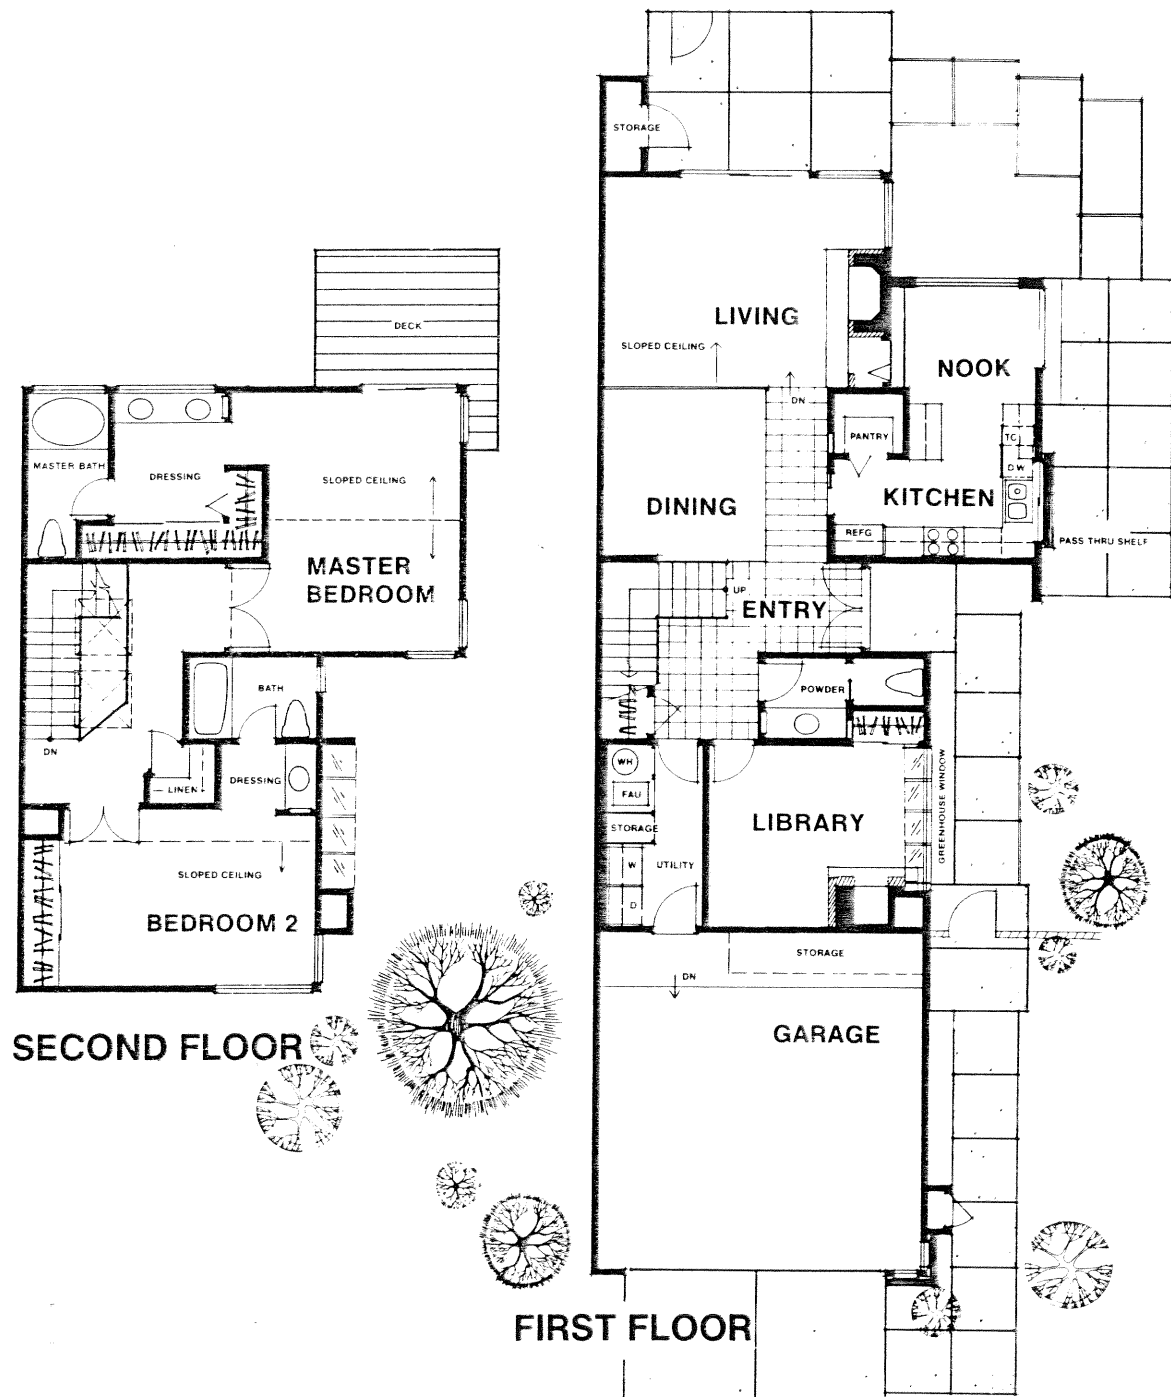 DECK
MASTER BATH
DRESSING
SLOPED CEILING
MASTER
BEDROOM
BATH
DN
LINEN
DRESSING
SLOPED CEILING
BEDROOM 2
SECOND FLOOR
STORAGE
LIVING
SLOPED CEILING
NOOK
DN
PANTRY
TC
DW
DINING
KITCHEN
REFG
PASS THRU SHELF
UP
ENTRY
POWDER
WH
FAU
STORAGE
W
D
UTILITY
LIBRARY
GREENHOUSE WINDOW
STORAGE
DN
GARAGE
FIRST FLOOR